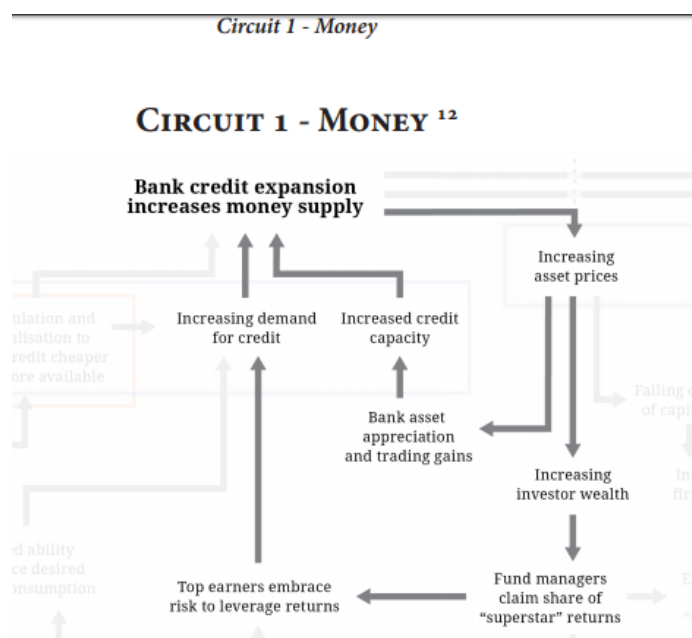 Circuit 1 - Money
CIRCUIT 1 - MONEY 12
Bank credit expansion
increases money supply
Increasing
asset prices
ulation and
alisation to
redit cheaper
ore available
Increasing demand
for credit
Increased credit
capacity
Falling
of capi
Bank asset
appreciation
and trading gains
Increasing
investor wealth
In
fir
ed ability
ce desired
onsumption
Top earners embrace
risk to leverage returns
Fund managers
claim share of
“superstar” returns
E